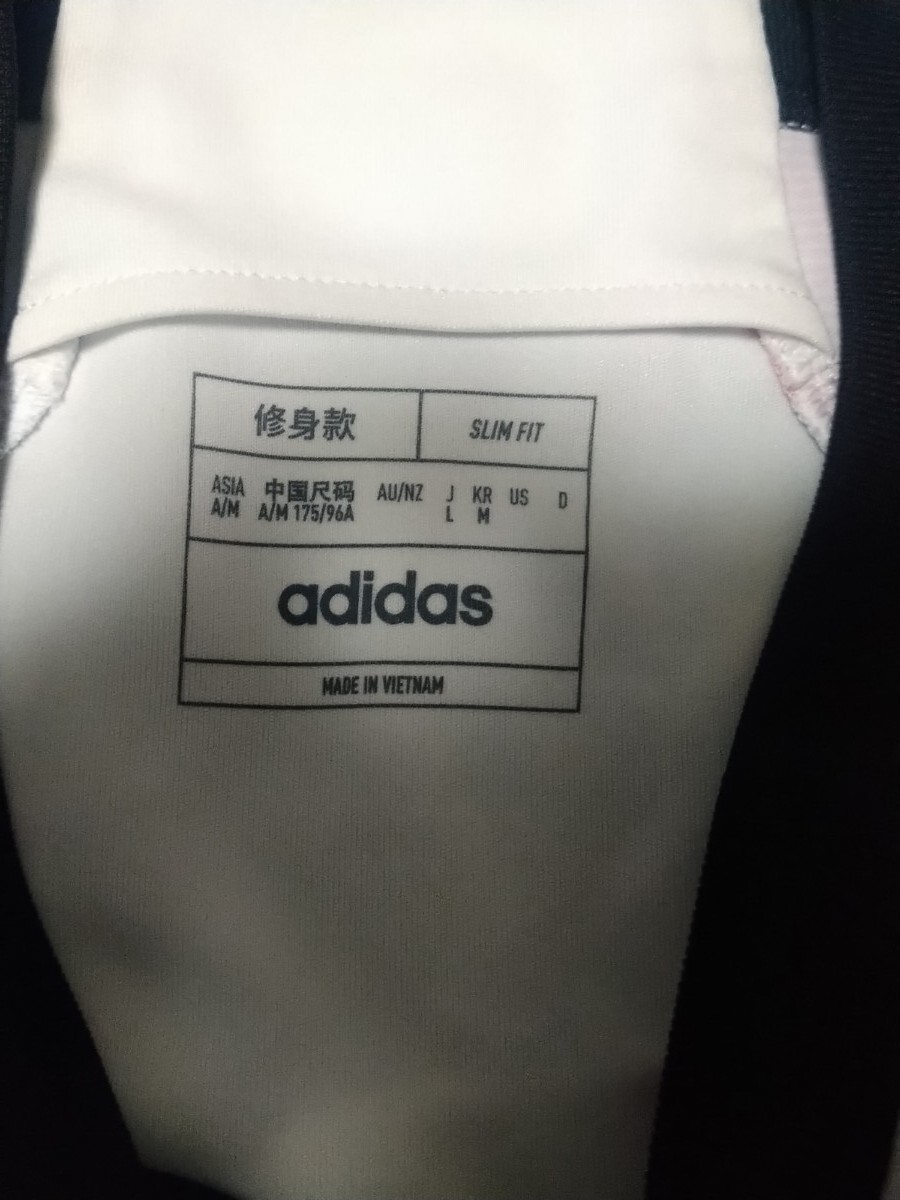 修身款 SLIM FIT
ASIA 中国尺码 AU/NZ J KR US D
A/M A/M 175/96A L M
adidas
MADE IN VIETNAM